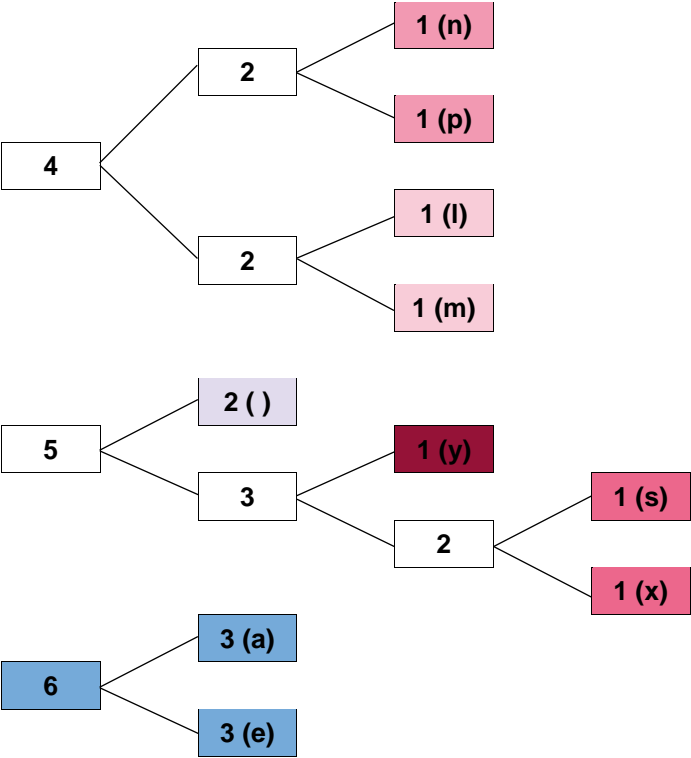 1 (n)
2
1 (p)
4
1 (l)
2
1 (m)
2 ( )
5
1 (y)
3
1 (s)
2
1 (x)
3 (a)
6
3 (e)